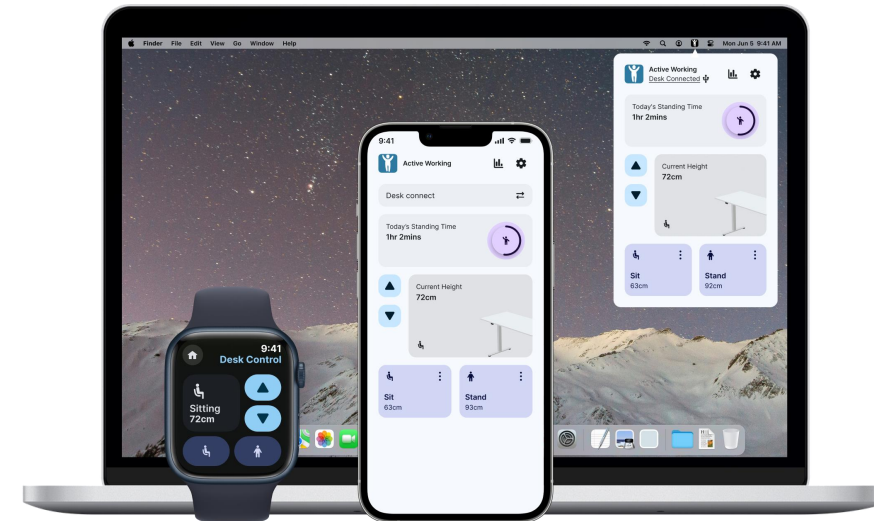 Finder File Edit View Go Window Help
Mon Jun 5 9:41 AM
Active Working
Desk Connected
Today's Standing Time
1hr 2mins
Current Height
72cm
Sit
63cm
Stand
92cm
9:41
Active Working
Desk connect
Today's Standing Time
1hr 2mins
Current Height
72cm
Sit
63cm
Stand
93cm
9:41
Desk Control
Sitting
72cm